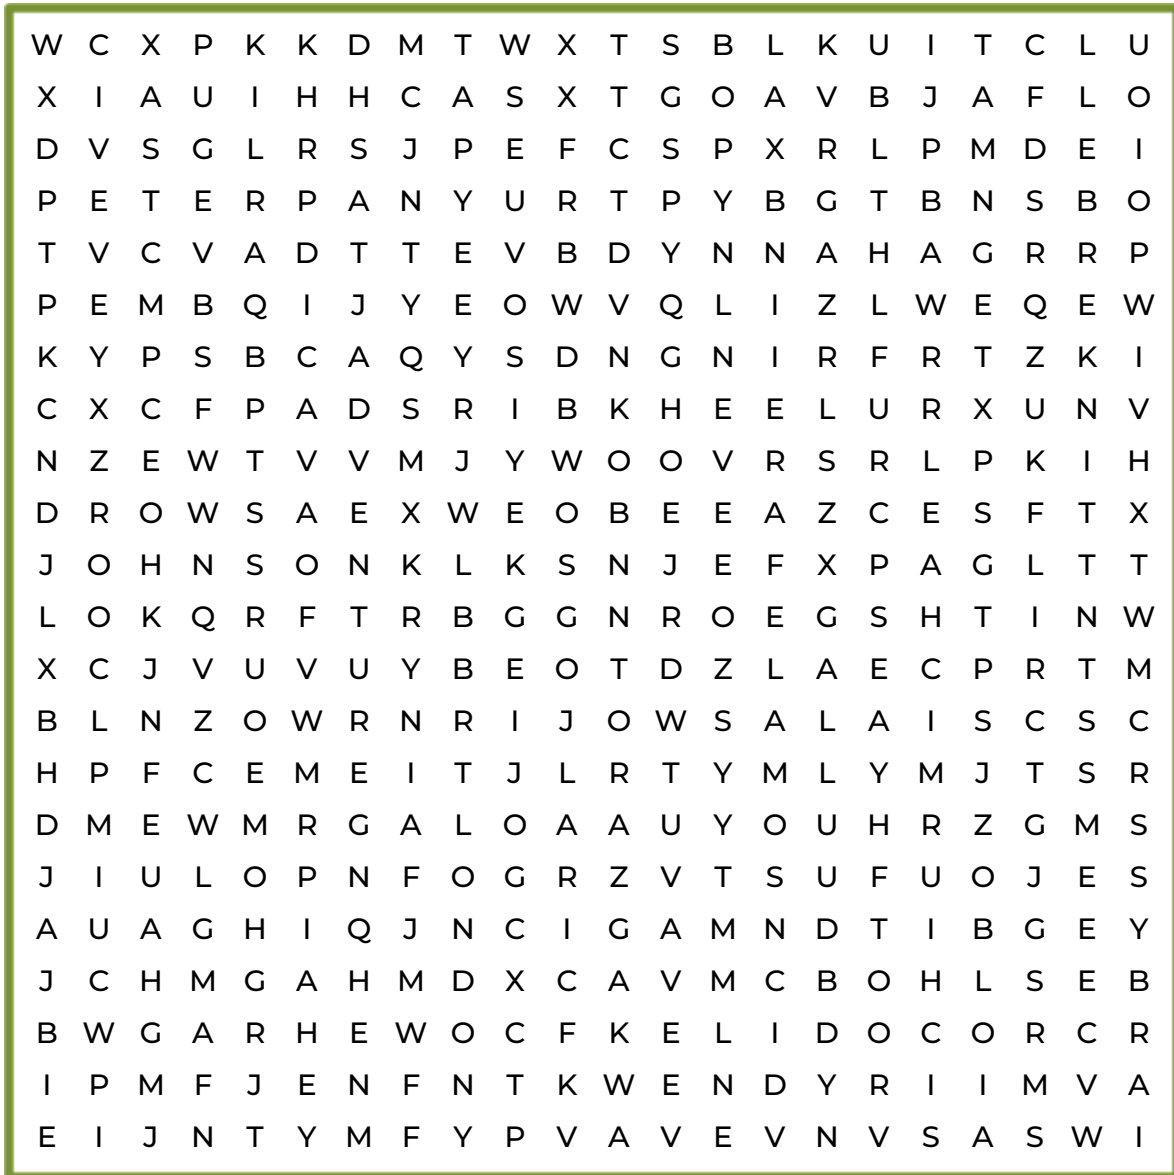 W C X P K K D M T W X T S B L K U I T C L U
X I A U I H H C A S X T G O A V B J A F L O
D V S G L R S J P E F C S P X R L P M D E I
P E T E R P A N Y U R T P Y B G T B N S B O
T V C V A D T T E V B D Y N N A H A G R R P
P E M B Q I J Y E O W V Q L I Z L W E Q E W
K Y P S B C A Q Y S D N G N I R F R T Z K I
C X C F P A D S R I B K H E E L U R X U N V
N Z E W T V V M J Y W O O V R S R L P K I H
D R O W S A E X W E O B E E A Z C E S F T X
J O H N S O N K L K S N J E F X P A G L T T
L O K Q R F T R B G G N R O E G S H T I N W
X C J V U V U Y B E O T D Z L A E C P R T M
B L N Z O W R N R I J O W S A L A I S C S C
H P F C E M E I T J L R T Y M L Y M J T S R
D M E W M R G A L O A A U Y O U H R Z G M S
J I U L O P N F O G R Z V T S U F U O J E S
A U A G H I Q J N C I G A M N D T I B G E Y
J C H M G A H M D X C A V M C B O H L S E B
B W G A R H E W O C F K E L I D O C O R C R
I P M F J E N F N T K W E N D Y R I I M V A
E I J N T Y M F Y P V A V E V N V S A S W I